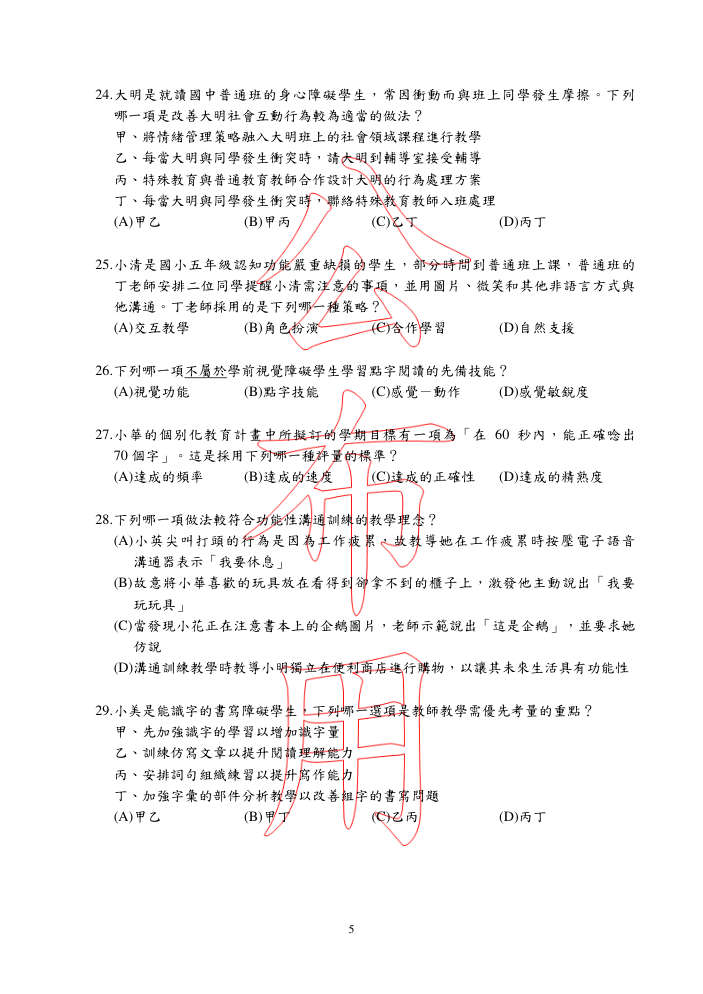 24.大明是就讀國中普通班的身心障礙學生，常因衝動而與班上同學發生摩擦。下列
哪一項是改善大明社會互動行為較為適當的做法？
甲、將情緒管理策略融入大明班上的社會領域課程進行教學
乙、每當大明與同學發生衝突時，請大明到輔導室接受輔導
丙、特殊教育與普通教育教師合作設計大明的行為處理方案
丁、每當大明與同學發生衝突時，聯絡特殊教育教師入班處理
(A)甲乙 (B)甲丙 (C)乙丁 (D)丙丁
25.小清是國小五年級認知功能嚴重缺損的學生，部分時間到普通班上課，普通班的
丁老師安排二位同學提醒小清需注意的事項，並用圖片、微笑和其他非語言方式與
他溝通。丁老師採用的是下列哪一種策略？
(A)交互教學 (B)角色扮演 (C)合作學習 (D)自然支援
26.下列哪一項不屬於學前視覺障礙學生學習點字閱讀的先備技能？
(A)視覺功能 (B)點字技能 (C)感覺－動作 (D)感覺敏銳度
27.小華的個別化教育計畫中所擬訂的學期目標有一項為「在 60 秒內，能正確唸出
70 個字」。這是採用下列哪一種評量的標準？
(A)達成的頻率 (B)達成的速度 (C)達成的正確性 (D)達成的精熟度
28.下列哪一項做法較符合功能性溝通訓練的教學理念？
(A)小英尖叫打頭的行為是因為工作疲累，故教導她在工作疲累時按壓電子語音
溝通器表示「我要休息」
(B)故意將小華喜歡的玩具放在看得到卻拿不到的櫃子上，激發他主動說出「我要
玩玩具」
(C)當發現小花正在注意書本上的企鵝圖片，老師示範說出「這是企鵝」，並要求她
仿說
(D)溝通訓練教學時教導小明獨立在便利商店進行購物，以讓其未來生活具有功能性
29.小美是能識字的書寫障礙學生，下列哪一選項是教師教學需優先考量的重點？
甲、先加強識字的學習以增加識字量
乙、訓練仿寫文章以提升閱讀理解能力
丙、安排詞句組織練習以提升寫作能力
丁、加強字彙的部件分析教學以改善組字的書寫問題
(A)甲乙 (B)甲丁 (C)乙丙 (D)丙丁
公
布
用
5